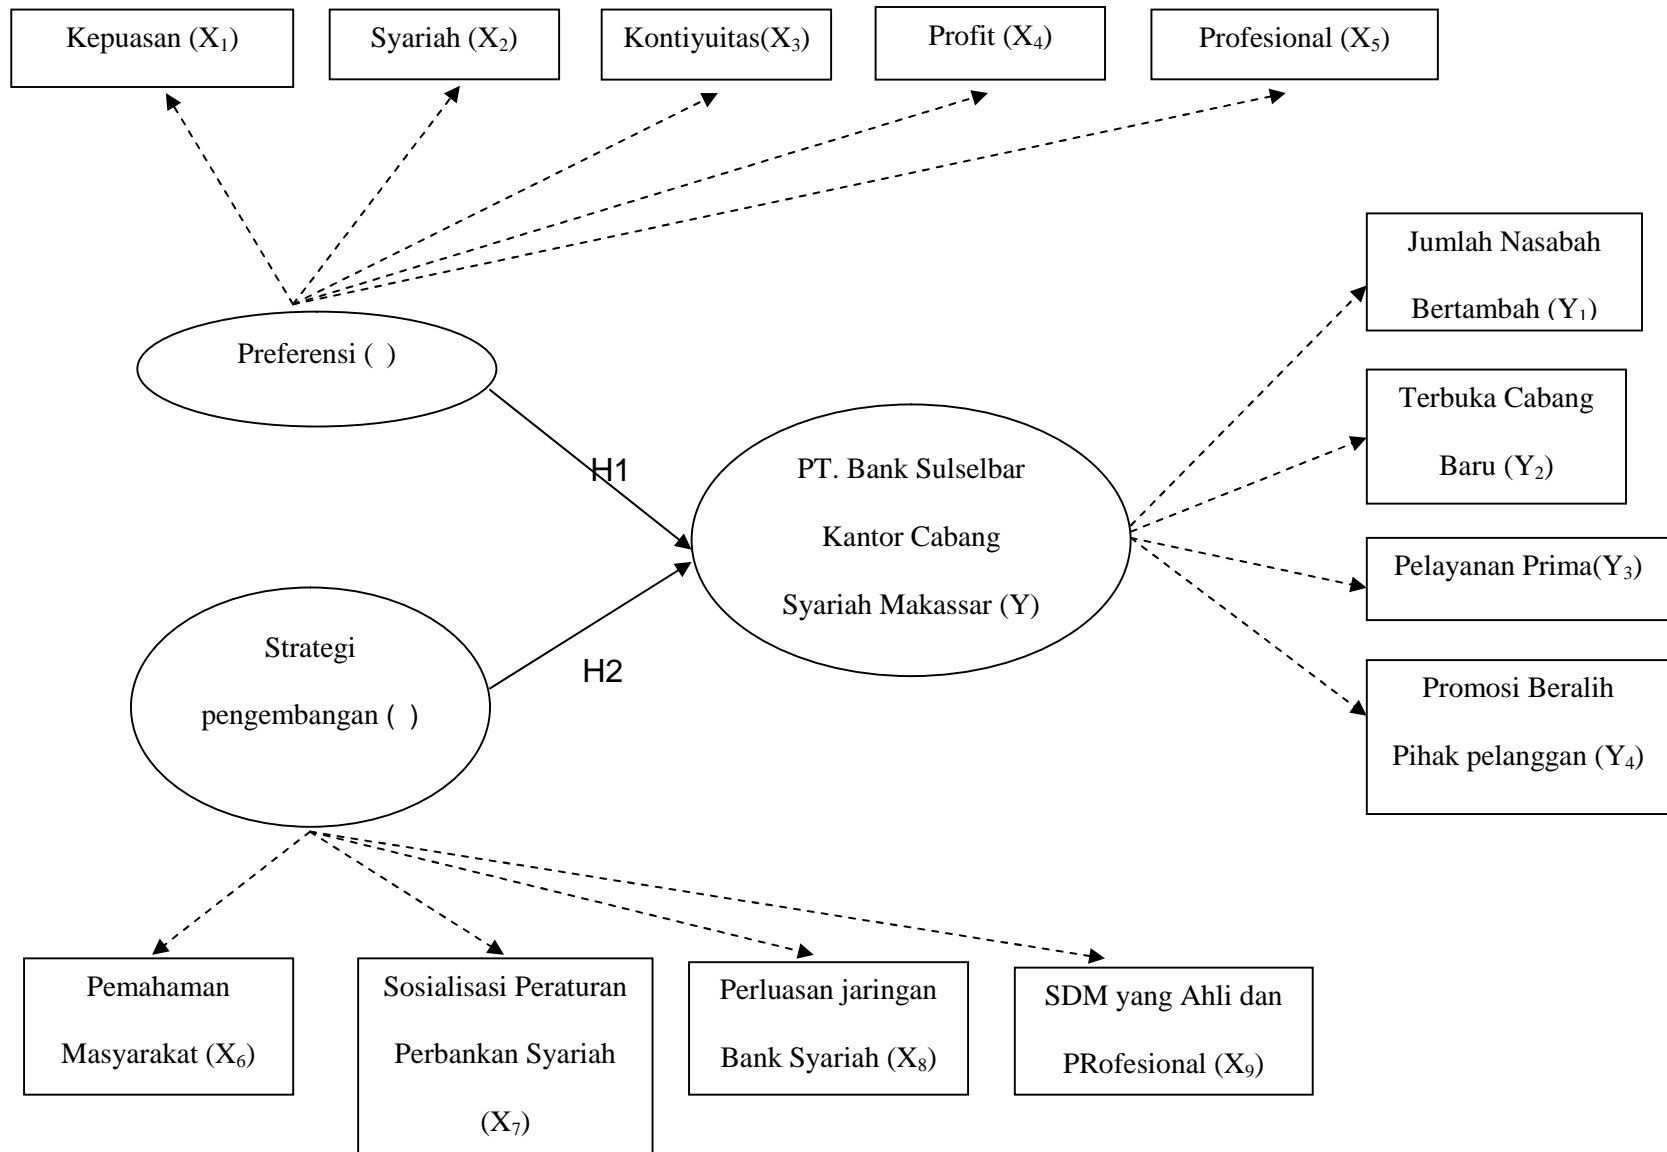 Kepuasan (X₁)
Syariah (X₂)
Kontiyuitas(X₃)
Profit (X₄)
Profesional (X₅)
Jumlah Nasabah
Bertambah (Y₁)
Preferensi ( )
Terbuka Cabang
Baru (Y₂)
H1
PT. Bank Sulselbar
Kantor Cabang
Syariah Makassar (Y)
Pelayanan Prima(Y₃)
Strategi
pengembangan ( )
H2
Promosi Beralih
Pihak pelanggan (Y₄)
Pemahaman
Masyarakat (X₆)
Sosialisasi Peraturan
Perbankan Syariah
(X₇)
Perluasan jaringan
Bank Syariah (X₈)
SDM yang Ahli dan
PRofesional (X₉)